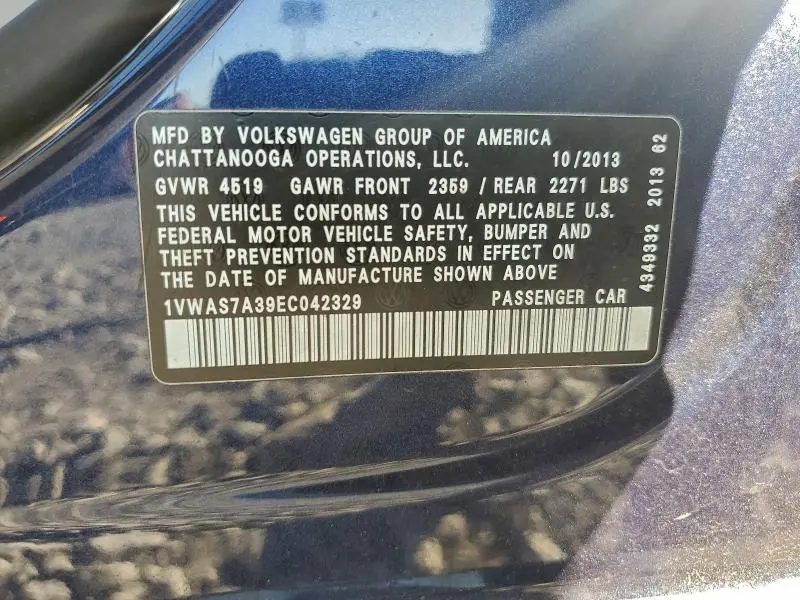 MFD BY VOLKSWAGEN GROUP OF AMERICA
CHATTANOOGA OPERATIONS, LLC. 10/2013
GVWR 4519 GAWR FRONT 2359 / REAR 2271 LBS
THIS VEHICLE CONFORMS TO ALL APPLICABLE U.S.
FEDERAL MOTOR VEHICLE SAFETY, BUMPER AND
THEFT PREVENTION STANDARDS IN EFFECT ON
THE DATE OF MANUFACTURE SHOWN ABOVE
1VWAS7A39EC042329 PASSENGER CAR
4349332 2013 62